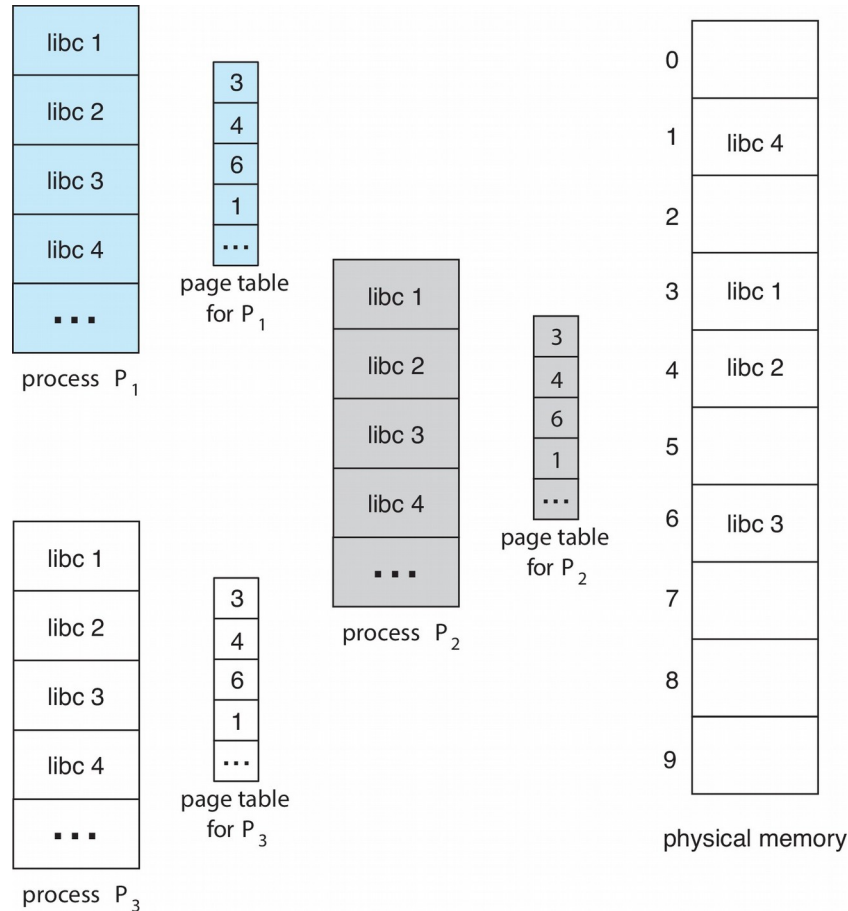 libc 1
libc 2
libc 3
libc 4
...
process P1
3
4
6
1
...
page table
for P1
libc 1
libc 2
libc 3
libc 4
...
process P2
3
4
6
1
...
page table
for P2
libc 1
libc 2
libc 3
libc 4
...
process P3
3
4
6
1
...
page table
for P3
0
1 libc 4
2
3 libc 1
4 libc 2
5
6 libc 3
7
8
9
physical memory